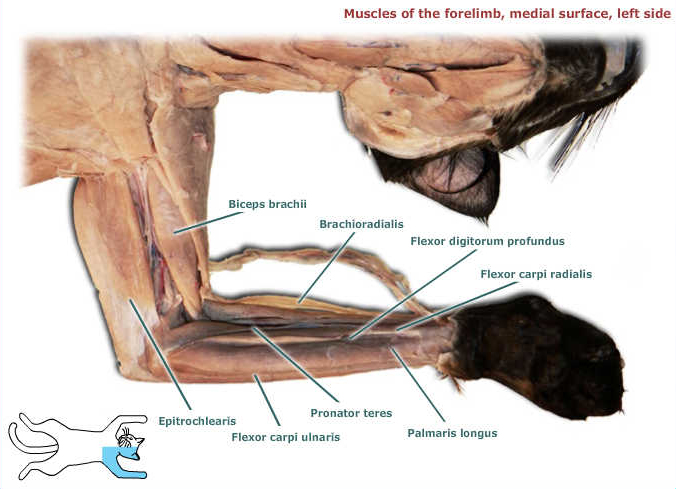 Muscles of the forelimb, medial surface, left side
Biceps brachii
Brachioradialis
Flexor digitorum profundus
Flexor carpi radialis
Epitrochlearis
Pronator teres
Flexor carpi ulnaris
Palmaris longus